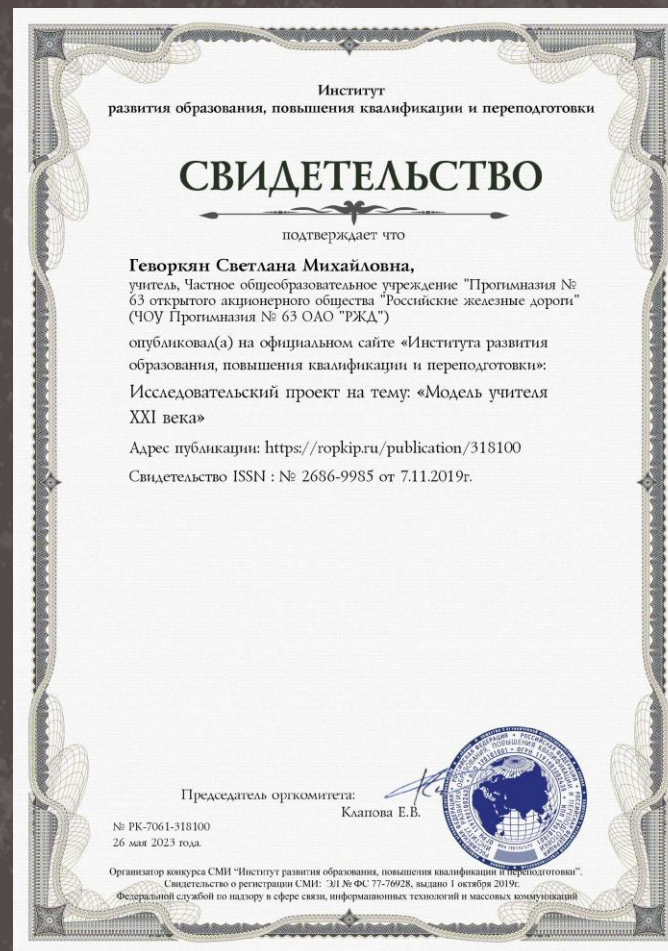 Институт
развития образования, повышения квалификации и переподготовки
СВИДЕТЕЛЬСТВО
подтверждает что
Геворкян Светлана Михайловна,
учитель, Частное общеобразовательное учреждение "Прогимназия №
63 открытого акционерного общества "Российские железные дороги"
(ЧОУ Прогимназия № 63 ОАО "РЖД")
опубликовал(а) на официальном сайте «Института развития
образования, повышения квалификации и переподготовки»:
Исследовательский проект на тему: «Модель учителя
XXI века»
Адрес публикации: https://ropkip.ru/publication/318100
Свидетельство ISSN : № 2686-9985 от 7.11.2019г.
Председатель оргкомитета:
Клапова Е.В.
№ РК-7061-318100
26 мая 2023 года.
Организатор конкурса СМИ “Институт развития образования, повышения квалификации и переподготовки”.
Свидетельство о регистрации СМИ: ЭЛ № ФС 77-76928, выдано 1 октября 2019г.
Федеральной службой по надзору в сфере связи, информационных технологий и массовых коммуникаций